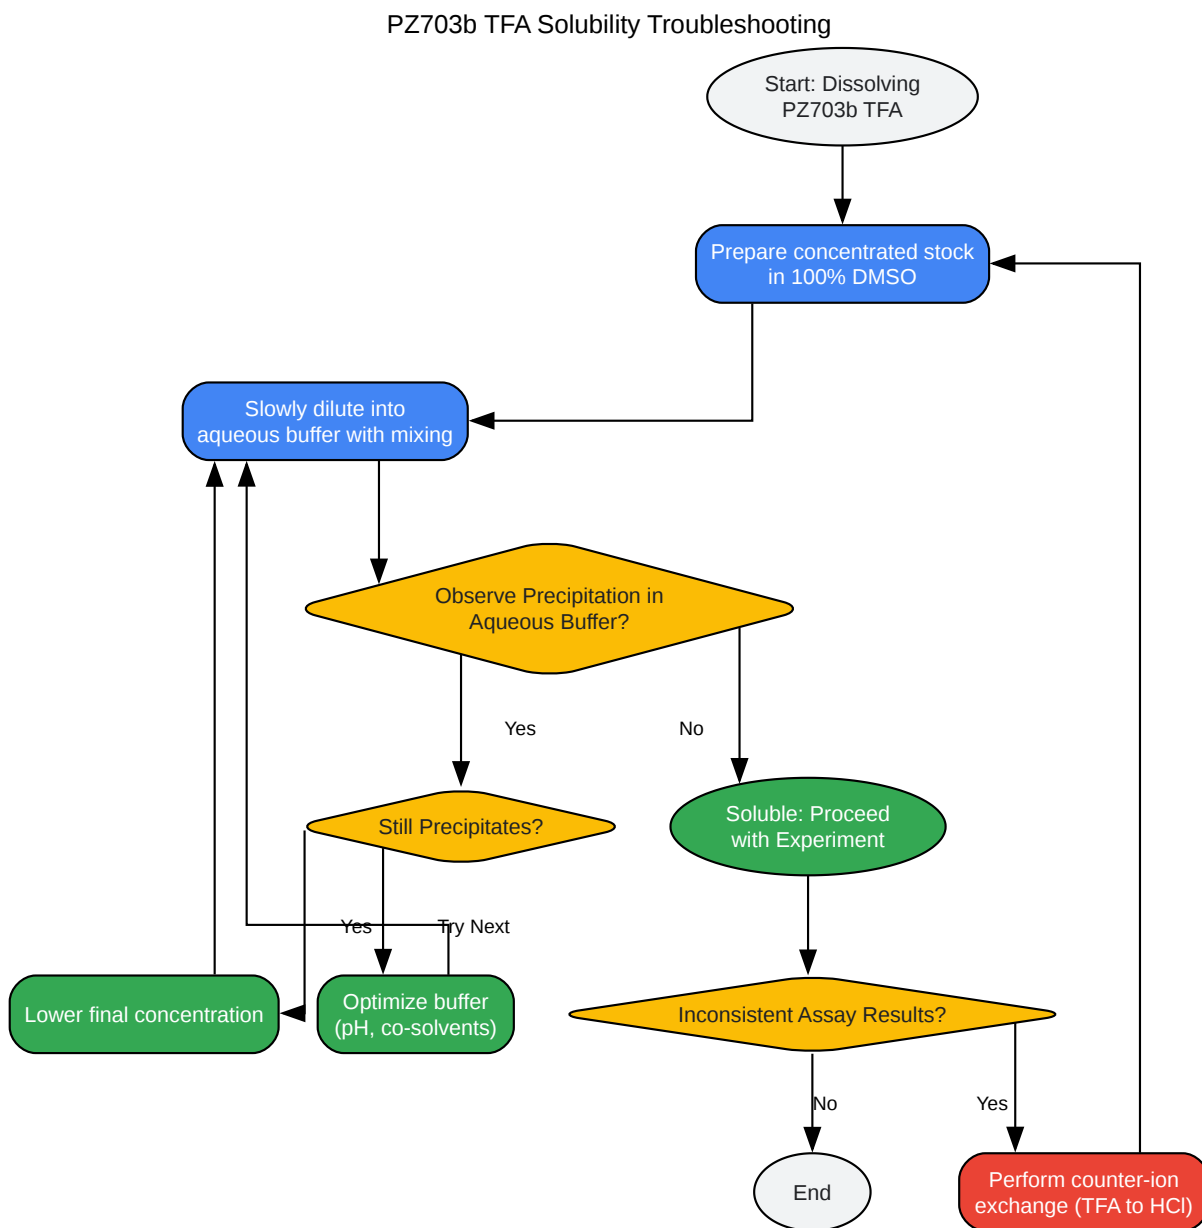 PZ703b TFA Solubility Troubleshooting
Start: Dissolving
PZ703b TFA
Prepare concentrated stock
in 100% DMSO
Slowly dilute into
aqueous buffer with mixing
Observe Precipitation in
Aqueous Buffer?
Yes
No
Still Precipitates?
Soluble: Proceed
with Experiment
Yes
Try Next
Lower final concentration
Optimize buffer
(pH, co-solvents)
Inconsistent Assay Results?
No
Yes
End
Perform counter-ion
exchange (TFA to HCl)